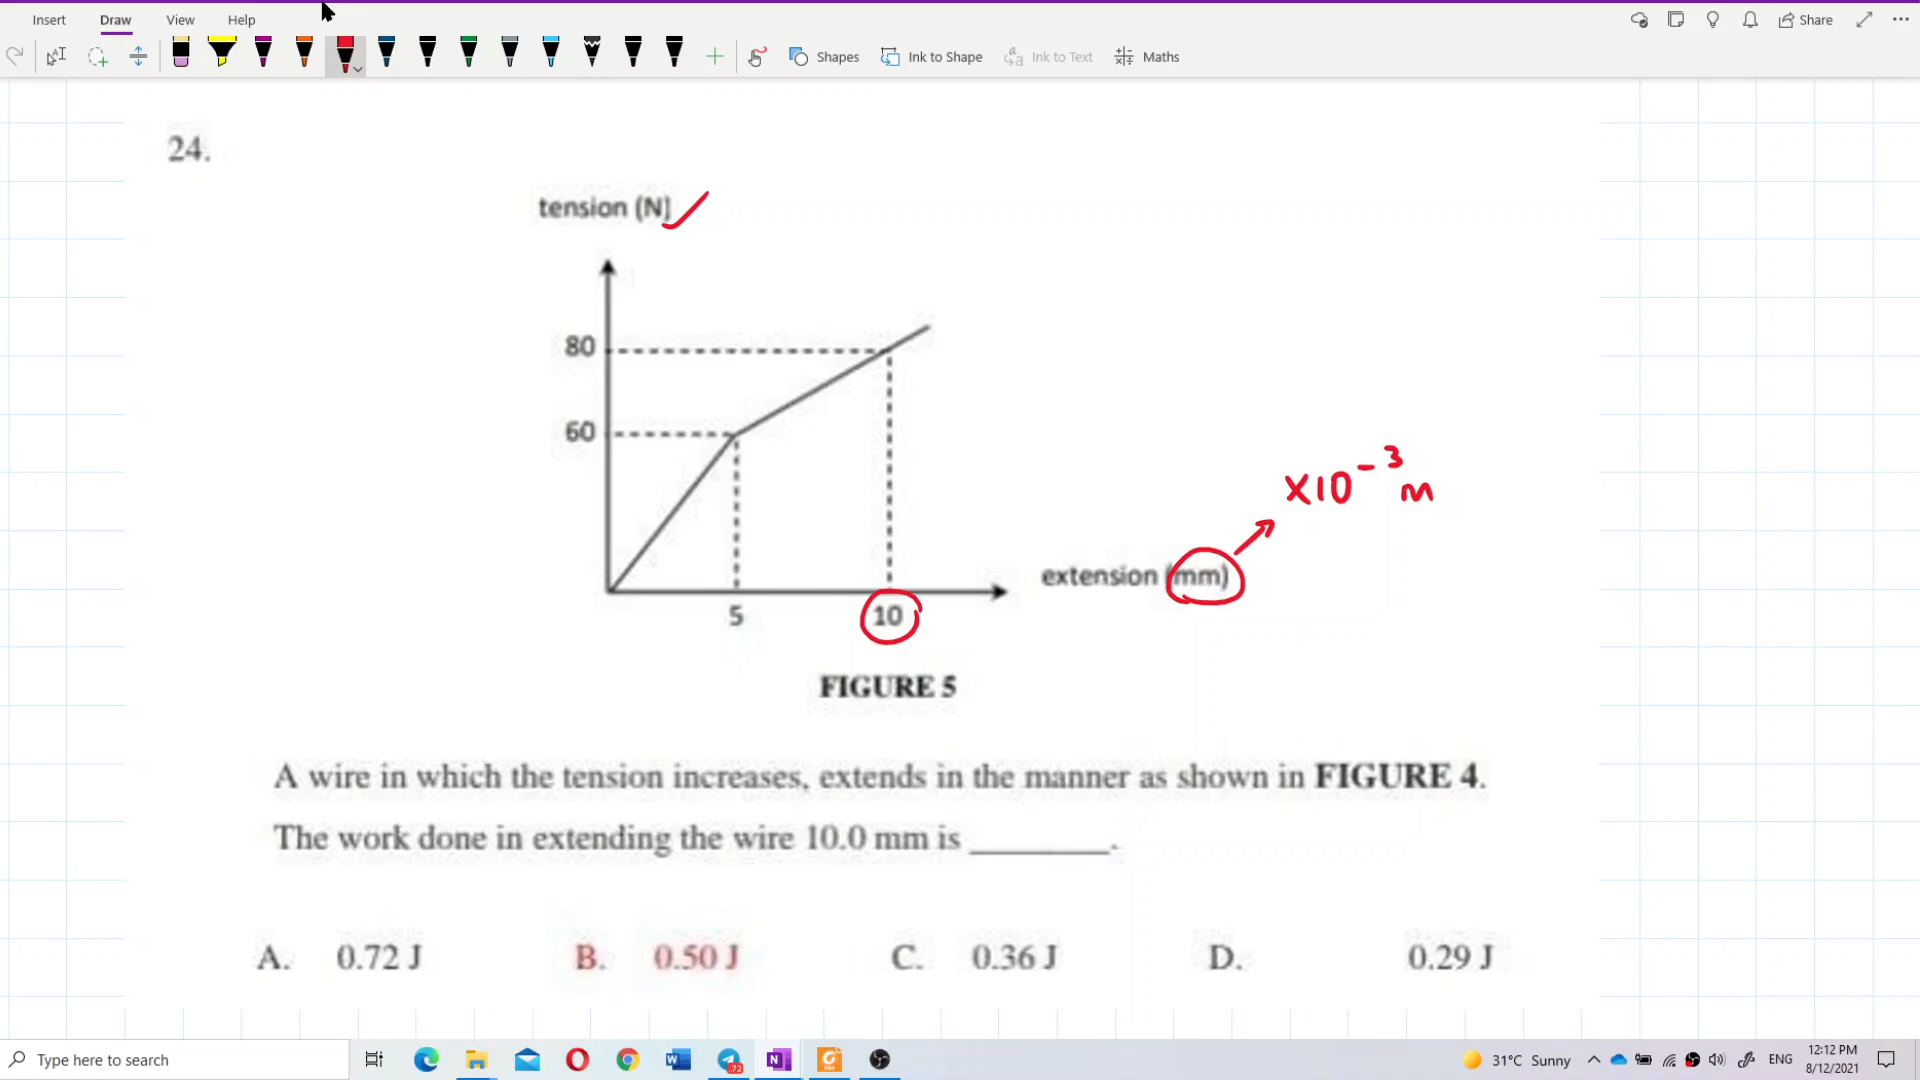 Insert Draw View Help Share
Shapes Ink to Shape Ink to Text Maths
24.
tension (N)
80
60
×10⁻³ m
extension (mm)
5 10
FIGURE 5
A wire in which the tension increases, extends in the manner as shown in FIGURE 4.
The work done in extending the wire 10.0 mm is ________.
A. 0.72 J B. 0.50 J C. 0.36 J D. 0.29 J
Type here to search 72 31°C Sunny ENG 12:12 PM
8/12/2021